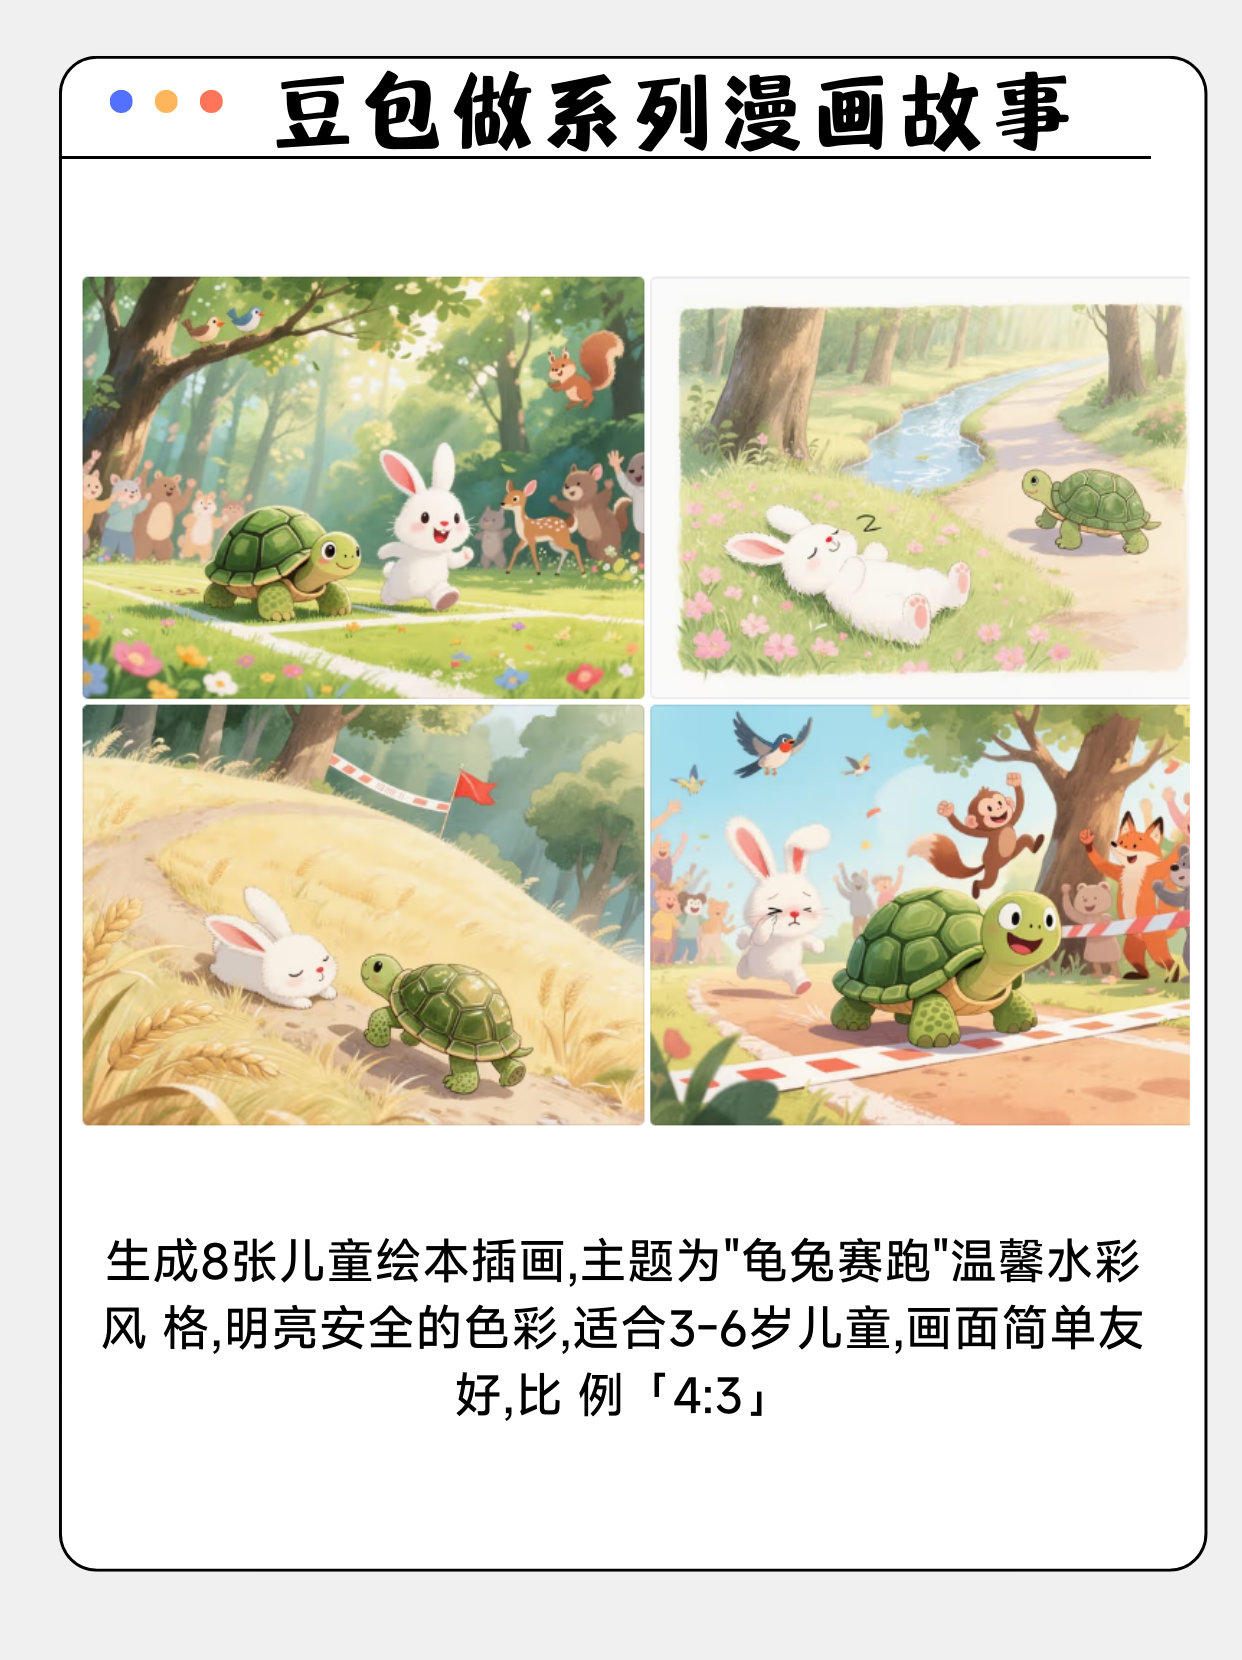 豆包做系列漫画故事
Z
生成8张儿童绘本插画,主题为"龟兔赛跑"温馨水彩
风 格,明亮安全的色彩,适合3-6岁儿童,画面简单友
好,比 例「4:3」